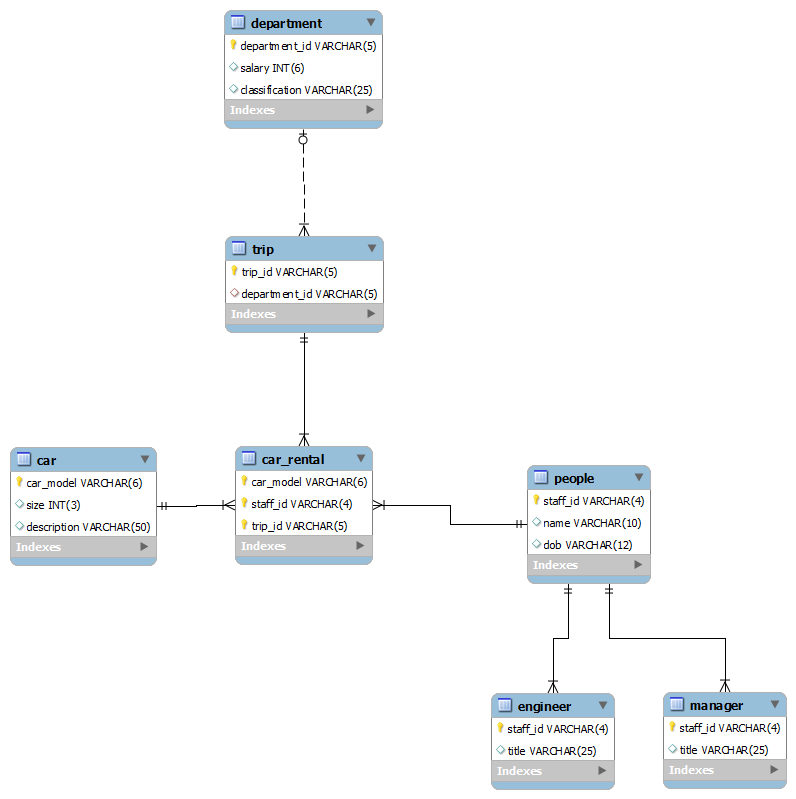 department
department_id VARCHAR(5)
salary INT(6)
classification VARCHAR(25)
Indexes
trip
trip_id VARCHAR(5)
department_id VARCHAR(5)
Indexes
car
car_model VARCHAR(6)
size INT(3)
description VARCHAR(50)
Indexes
car_rental
car_model VARCHAR(6)
staff_id VARCHAR(4)
trip_id VARCHAR(5)
Indexes
people
staff_id VARCHAR(4)
name VARCHAR(10)
dob VARCHAR(12)
Indexes
engineer
staff_id VARCHAR(4)
title VARCHAR(25)
Indexes
manager
staff_id VARCHAR(4)
title VARCHAR(25)
Indexes